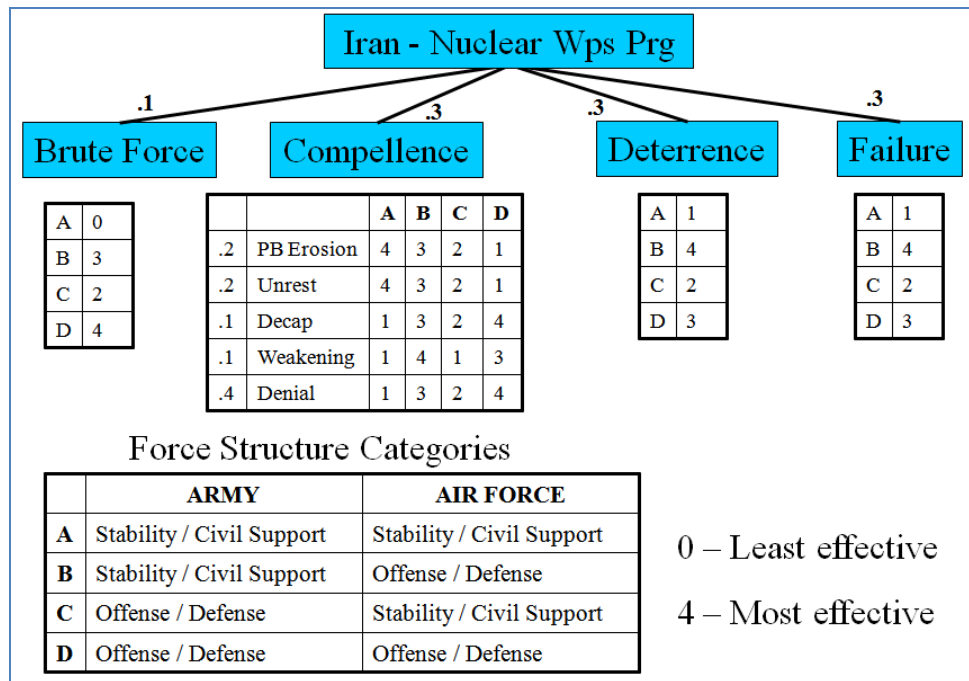 Iran - Nuclear Wps Prg
.1 .3 .3 .3
Brute Force Compellence Deterrence Failure
A 0
B 3
C 2
D 4
A B C D
.2 PB Erosion 4 3 2 1
.2 Unrest 4 3 2 1
.1 Decap 1 3 2 4
.1 Weakening 1 4 1 3
.4 Denial 1 3 2 4
A 1
B 4
C 2
D 3
A 1
B 4
C 2
D 3
Force Structure Categories
ARMY AIR FORCE
A Stability / Civil Support Stability / Civil Support
B Stability / Civil Support Offense / Defense
C Offense / Defense Stability / Civil Support
D Offense / Defense Offense / Defense
0 – Least effective
4 – Most effective